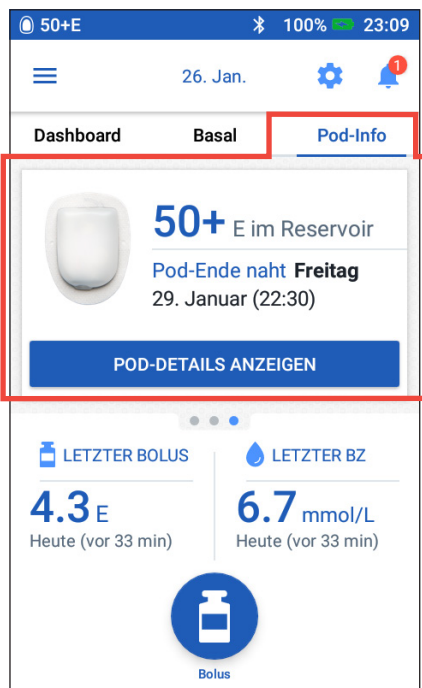 50+E 100% 23:09
26. Jan. 1
Dashboard Basal Pod-Info
50+ E im Reservoir
Pod-Ende naht Freitag
29. Januar (22:30)
POD-DETAILS ANZEIGEN
LETZTER BOLUS LETZTER BZ
4.3 E 6.7 mmol/L
Heute (vor 33 min) Heute (vor 33 min)
Bolus